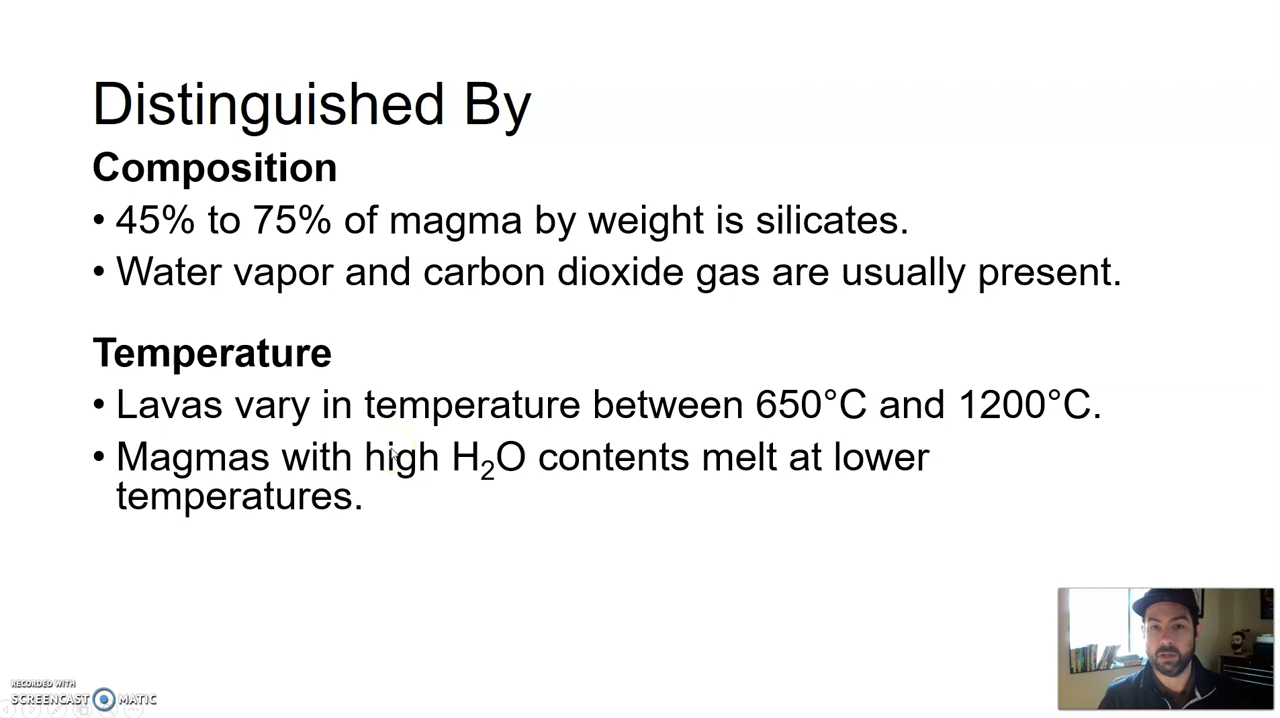 Distinguished By
Composition
• 45% to 75% of magma by weight is silicates.
• Water vapor and carbon dioxide gas are usually present.
Temperature
• Lavas vary in temperature between 650°C and 1200°C.
• Magmas with high H₂O contents melt at lower
temperatures.
RECORDED WITH
SCREENCAST MATIC